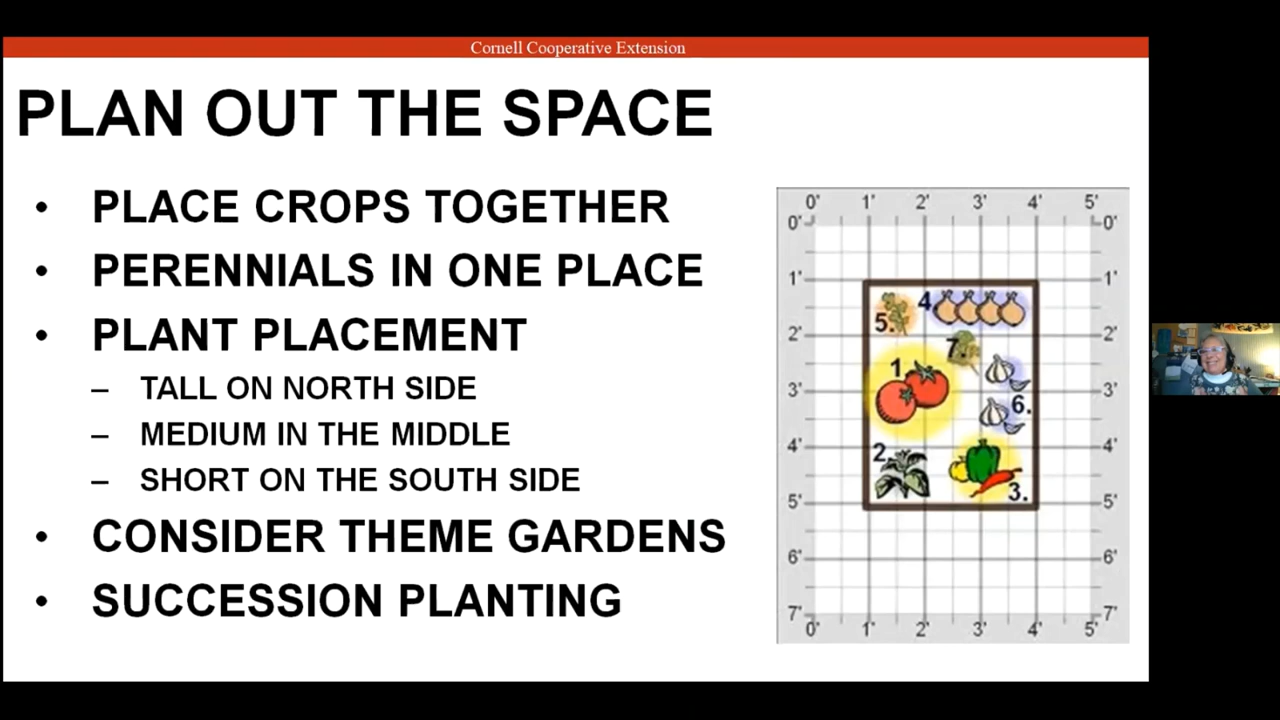 Cornell Cooperative Extension
PLAN OUT THE SPACE
• PLACE CROPS TOGETHER
• PERENNIALS IN ONE PLACE
• PLANT PLACEMENT
– TALL ON NORTH SIDE
– MEDIUM IN THE MIDDLE
– SHORT ON THE SOUTH SIDE
• CONSIDER THEME GARDENS
• SUCCESSION PLANTING
0' 1' 2' 3' 4' 5'
0' 0'
1' 1'
4
5.
2' 2'
7.
1
3' 3'
6.
4' 4'
2
3.
5' 5'
6' 6'
7' 7'
0' 1' 2' 3' 4' 5'